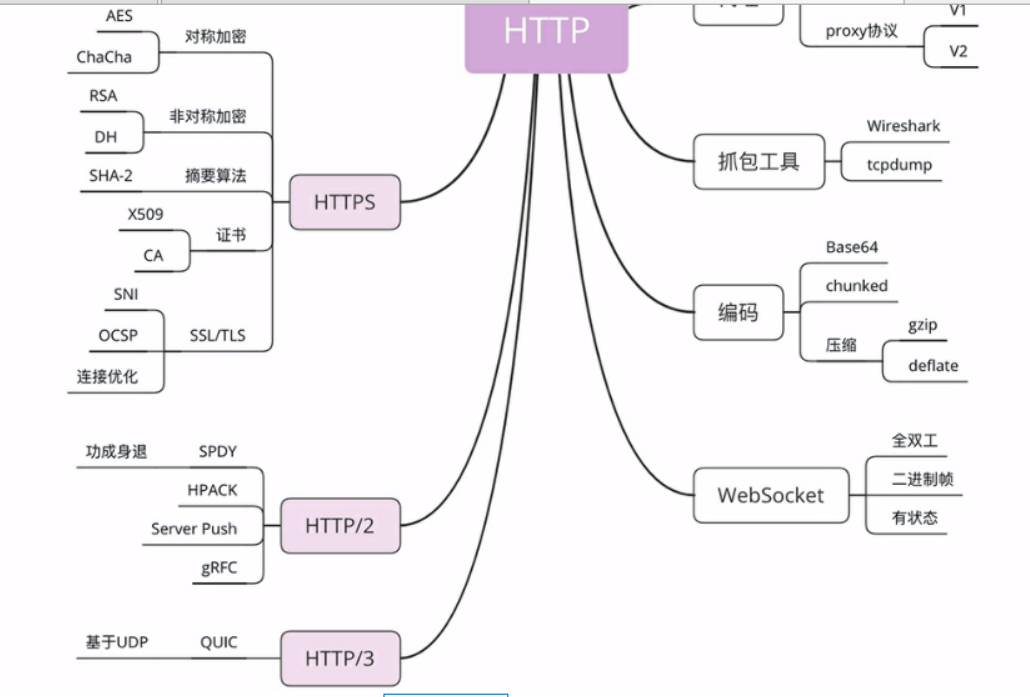 HTTP
AES
ChaCha
对称加密
RSA
DH
非对称加密
SHA-2
摘要算法
X509
CA
证书
SNI
OCSP
连接优化
SSL/TLS
HTTPS
功成身退
SPDY
HPACK
Server Push
gRFC
HTTP/2
基于UDP
QUIC
HTTP/3
proxy协议
V1
V2
抓包工具
Wireshark
tcpdump
编码
Base64
chunked
压缩
gzip
deflate
WebSocket
全双工
二进制帧
有状态